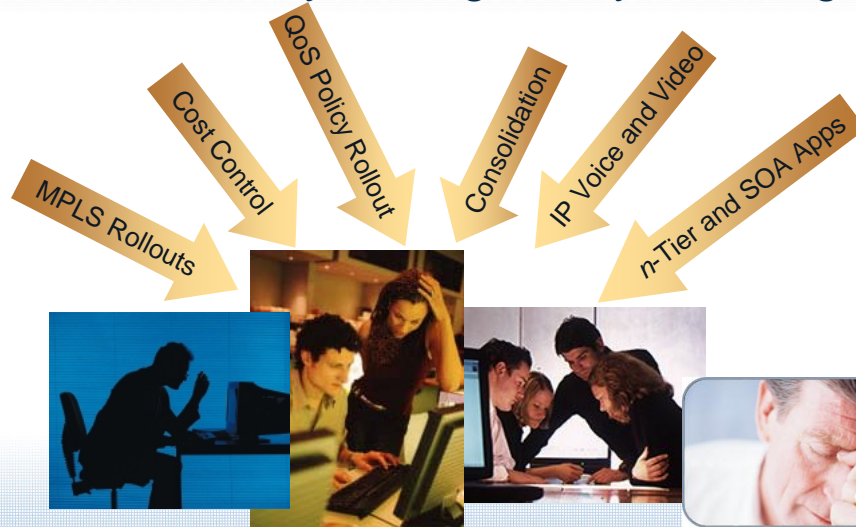 MPLS Rollouts
Cost Control
QoS Policy Rollout
Consolidation
IP Voice and Video
n-Tier and SOA Apps